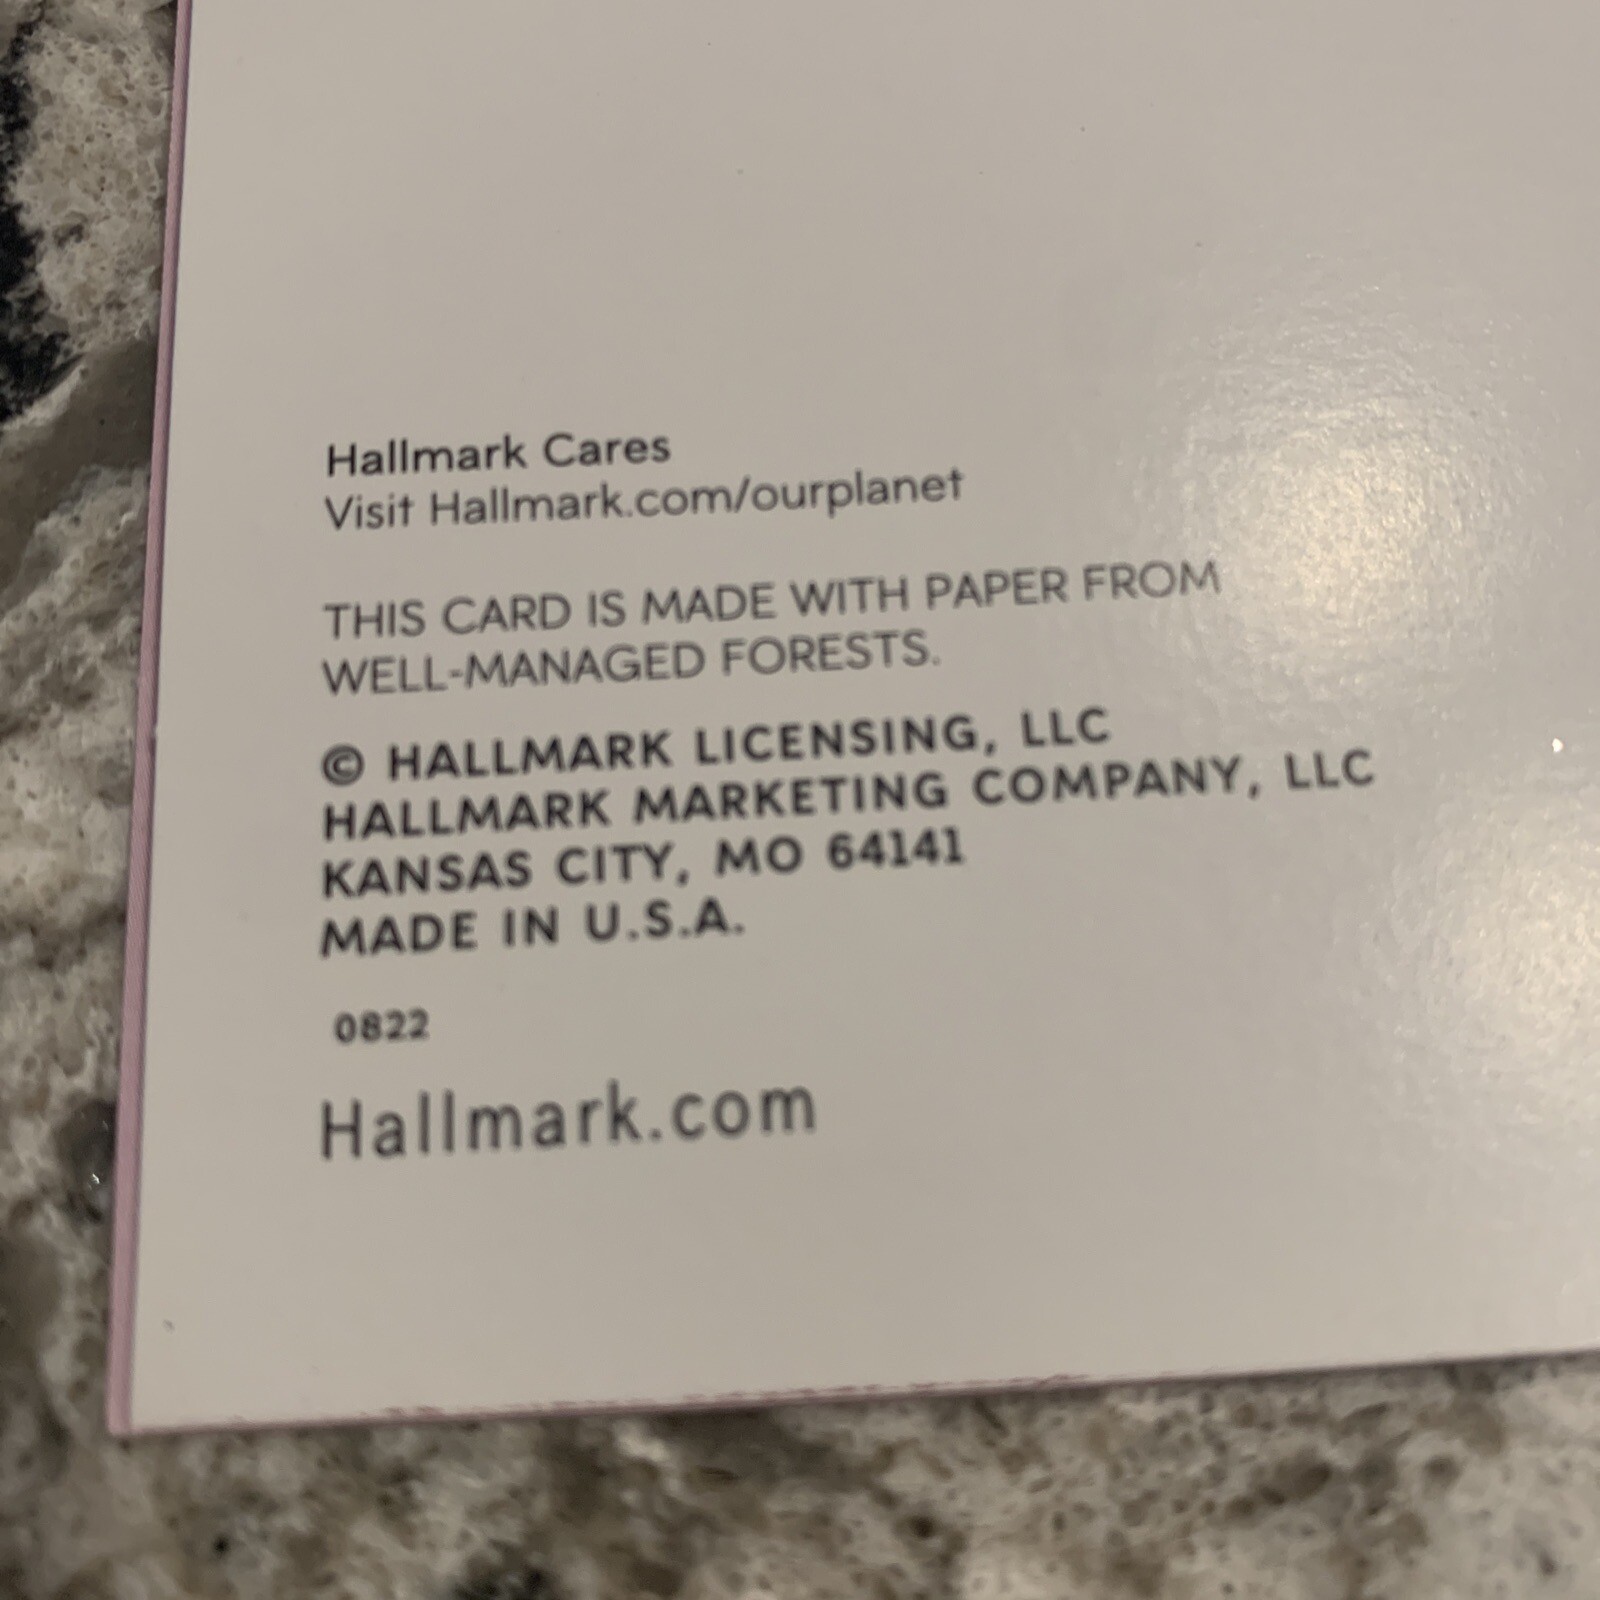 Hallmark Cares
Visit Hallmark.com/ourplanet
THIS CARD IS MADE WITH PAPER FROM
WELL-MANAGED FORESTS.
© HALLMARK LICENSING, LLC
HALLMARK MARKETING COMPANY, LLC
KANSAS CITY, MO 64141
MADE IN U.S.A.
0822
Hallmark.com